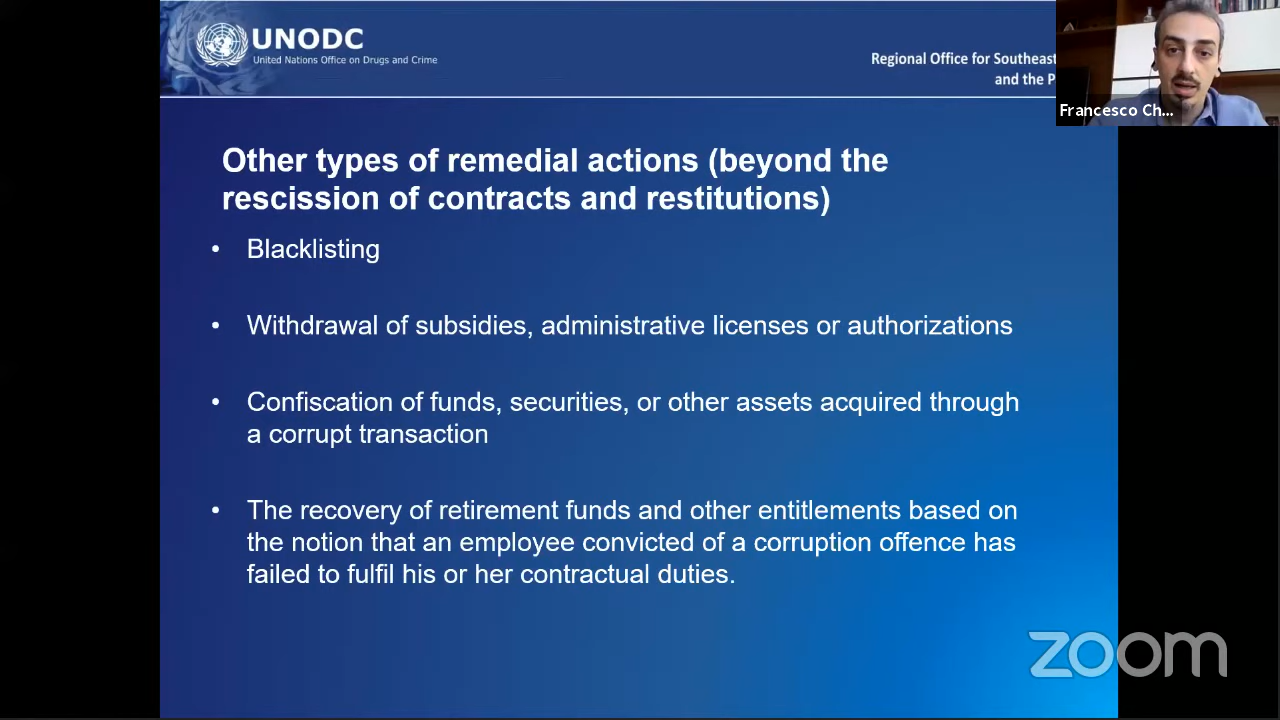 UNODC
United Nations Office on Drugs and Crime
Regional Office for Southeast
and the P
Francesco Ch...
Other types of remedial actions (beyond the
rescission of contracts and restitutions)
• Blacklisting
• Withdrawal of subsidies, administrative licenses or authorizations
• Confiscation of funds, securities, or other assets acquired through
a corrupt transaction
• The recovery of retirement funds and other entitlements based on
the notion that an employee convicted of a corruption offence has
failed to fulfil his or her contractual duties.
zoom